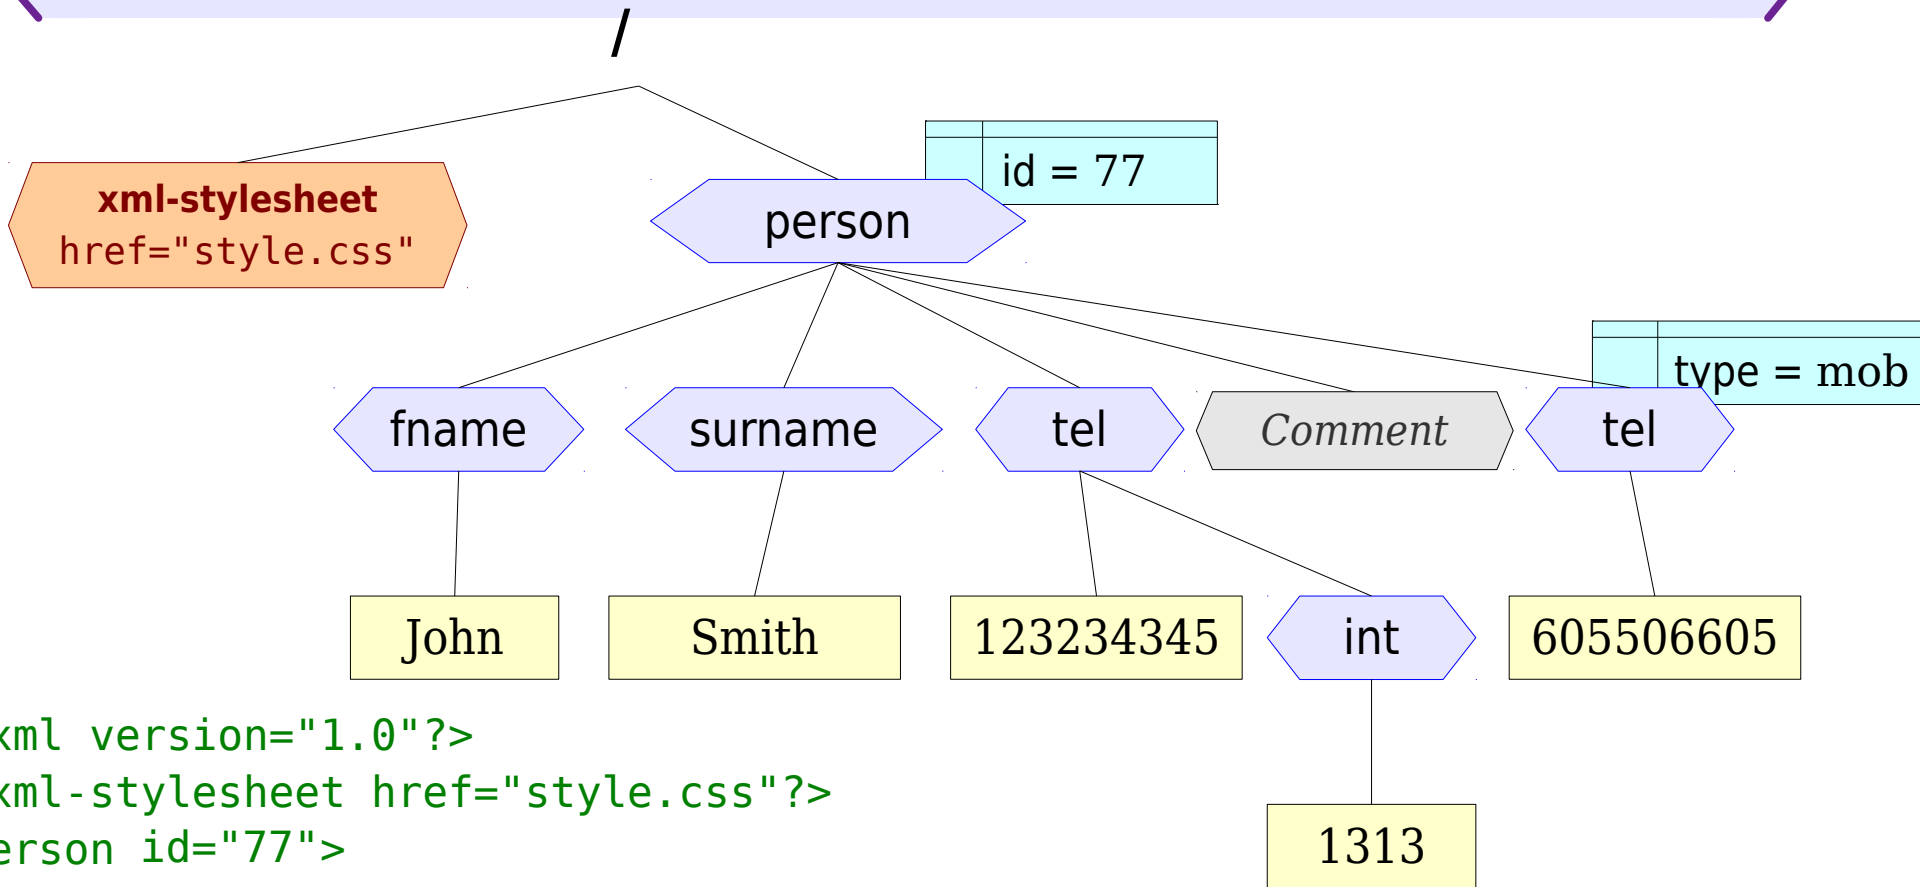 /
id = 77
xml-stylesheet
href="style.css"
person
type = mob
fname
surname
tel
Comment
tel
John
Smith
123234345
int
605506605
xml version="1.0"?>
xml-stylesheet href="style.css"?>
erson id="77">
1313